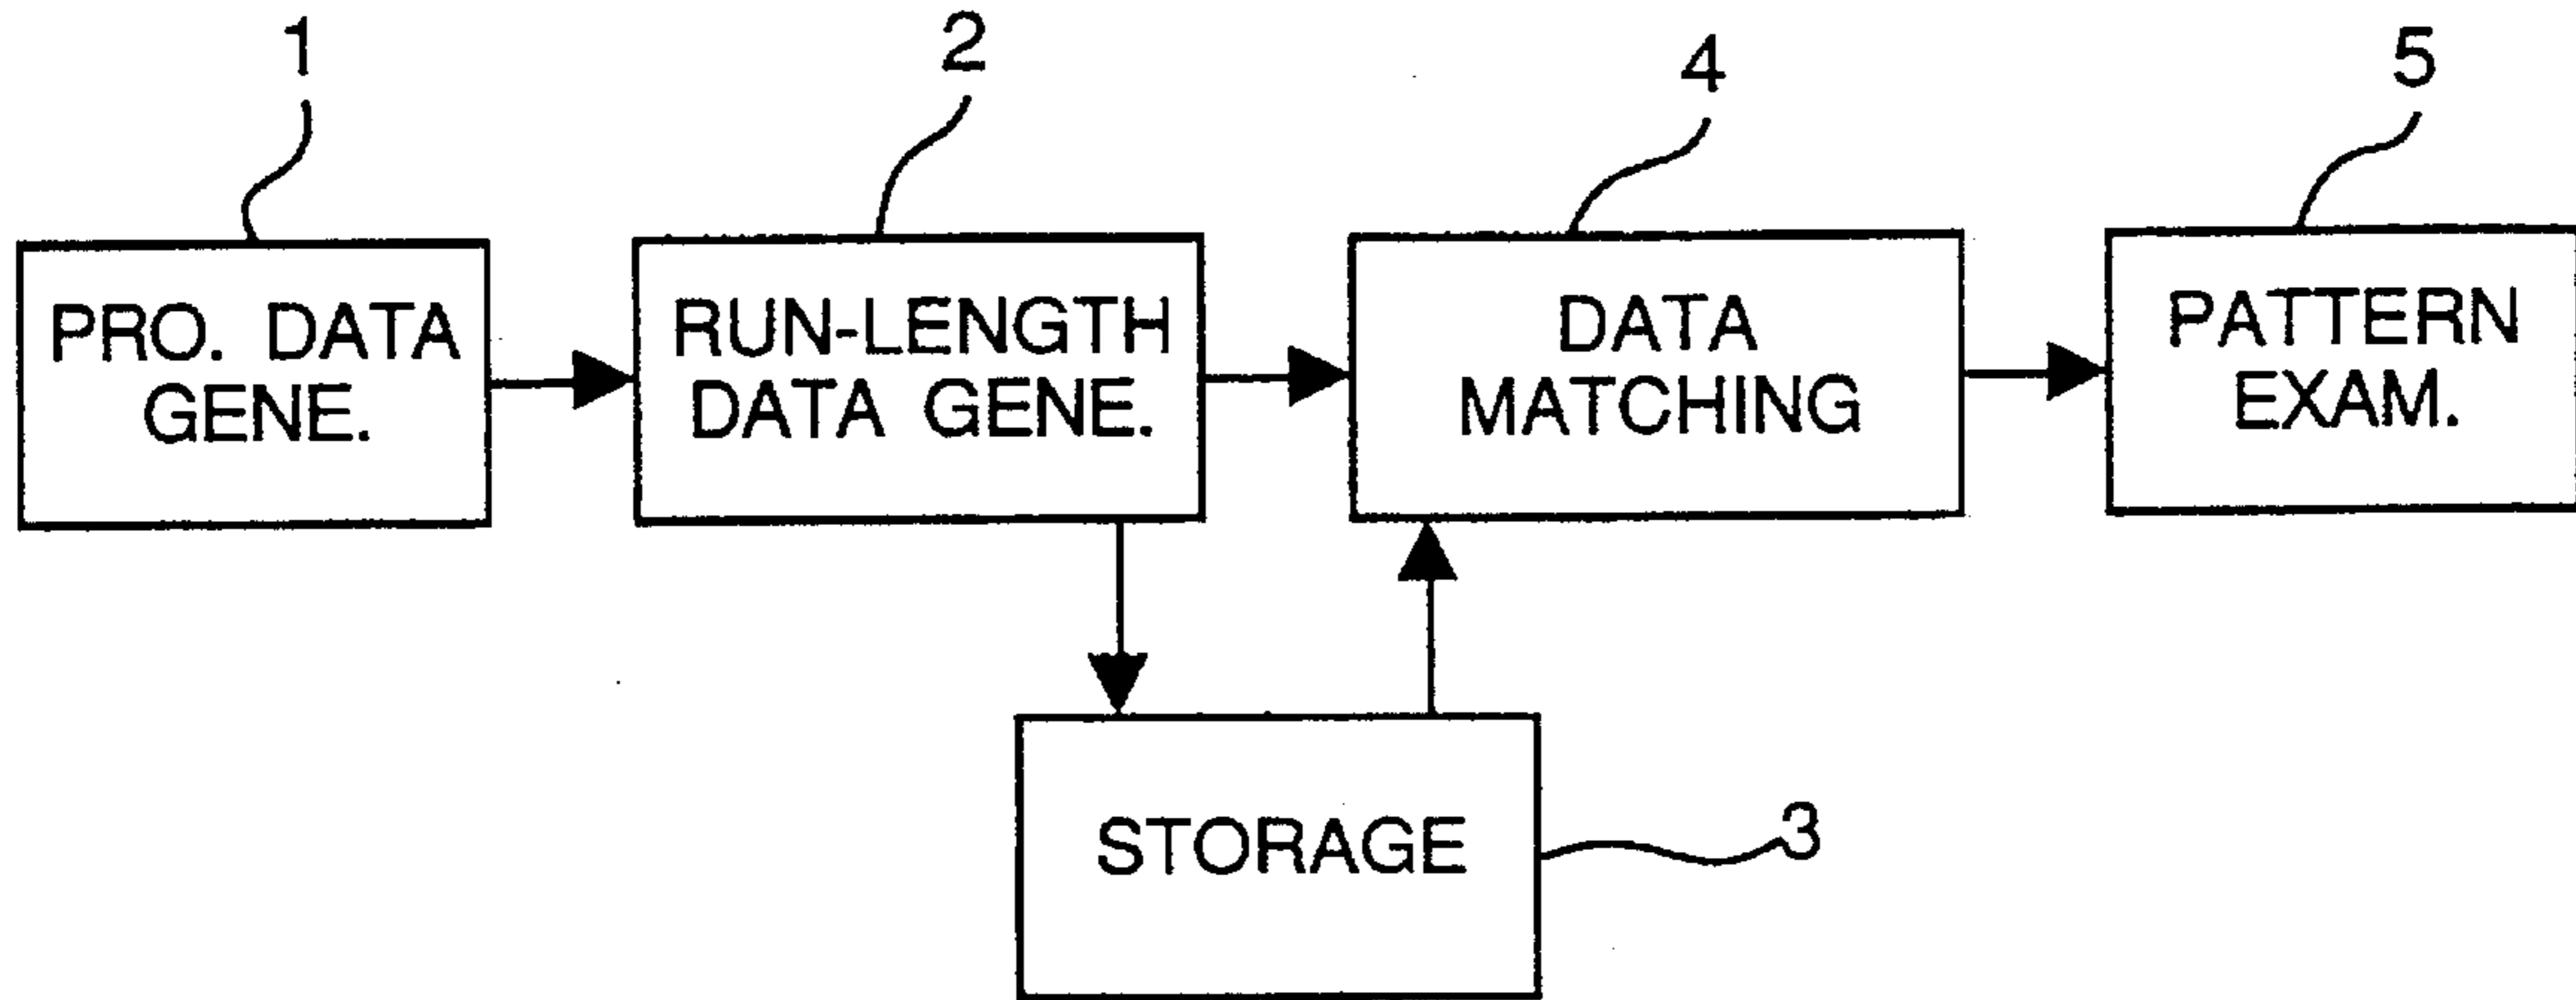 1
2
4
5
PRO. DATA
GENE.
RUN-LENGTH
DATA GENE.
DATA
MATCHING
PATTERN
EXAM.
STORAGE
3